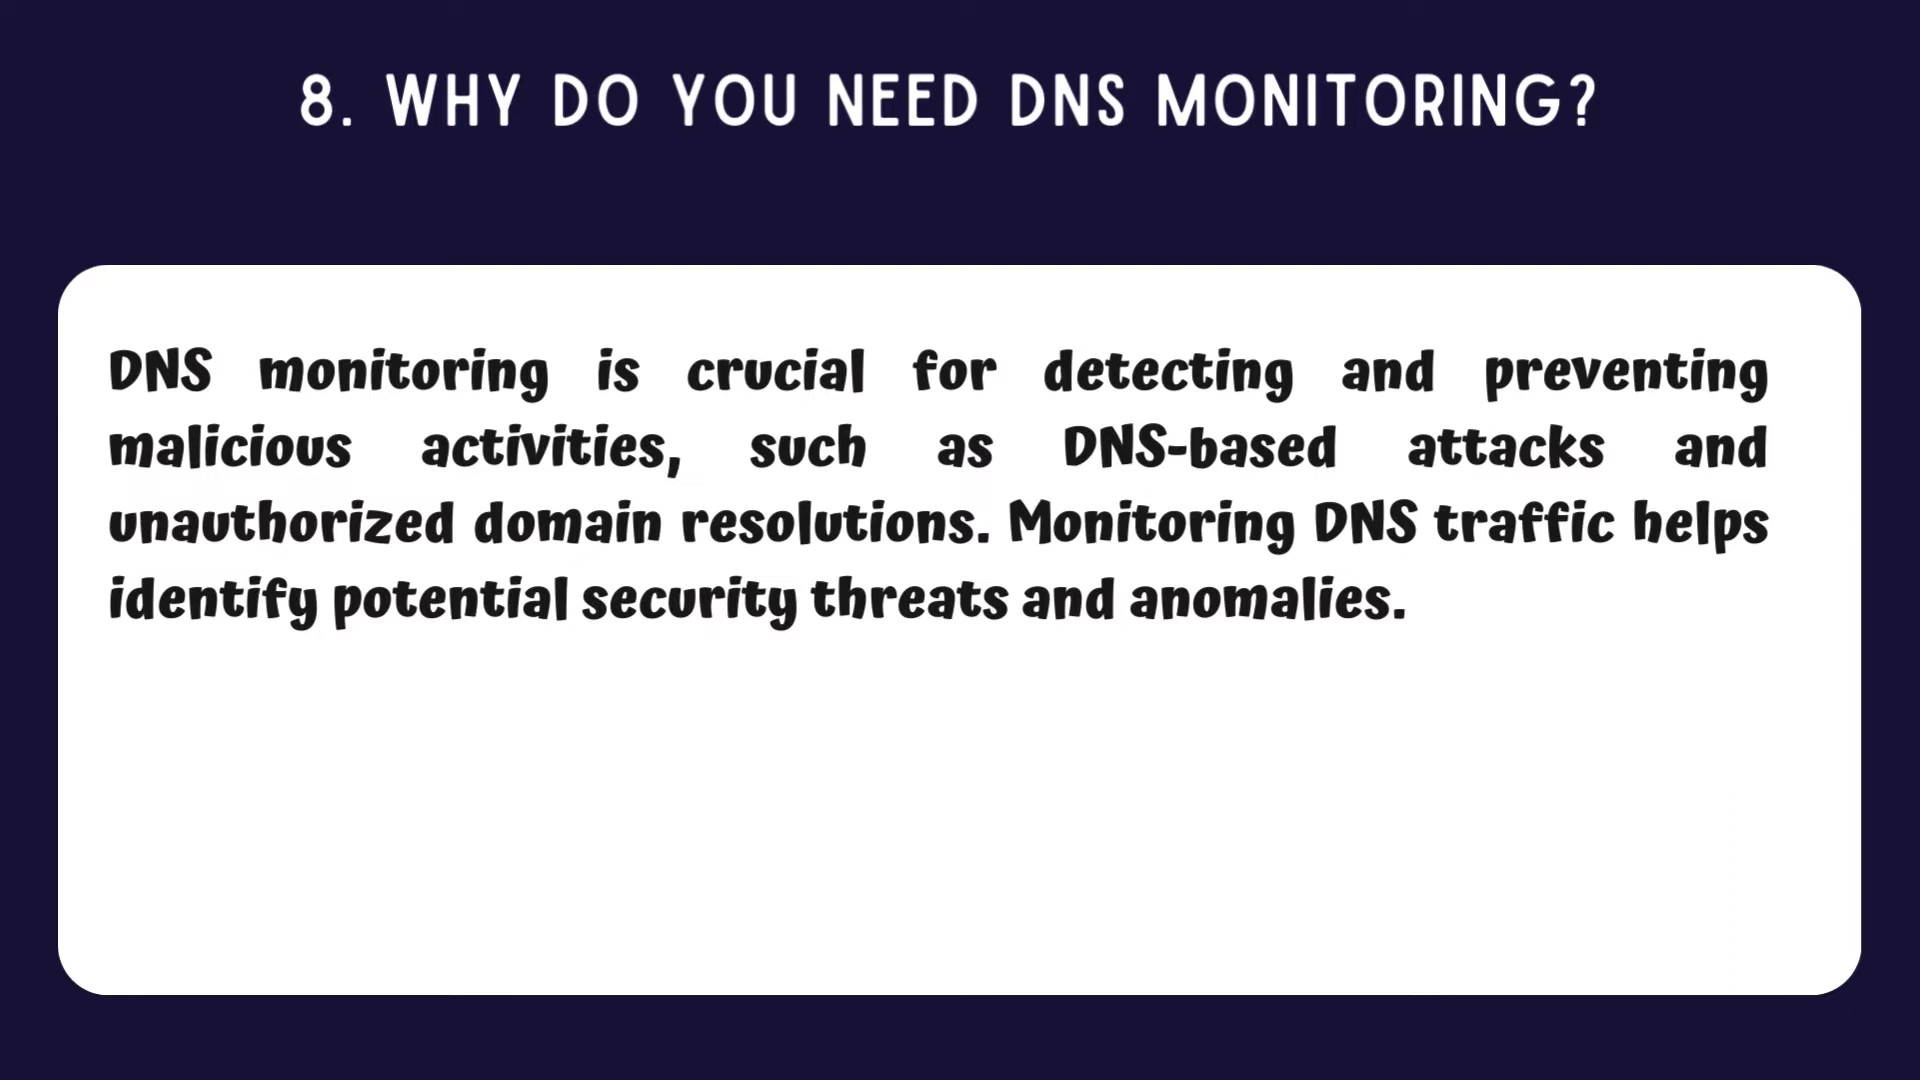 8. WHY DO YOU NEED DNS MONITORING?
DNS monitoring is crucial for detecting and preventing
malicious activities, such as DNS-based attacks and
unauthorized domain resolutions. Monitoring DNS traffic helps
identify potential security threats and anomalies.